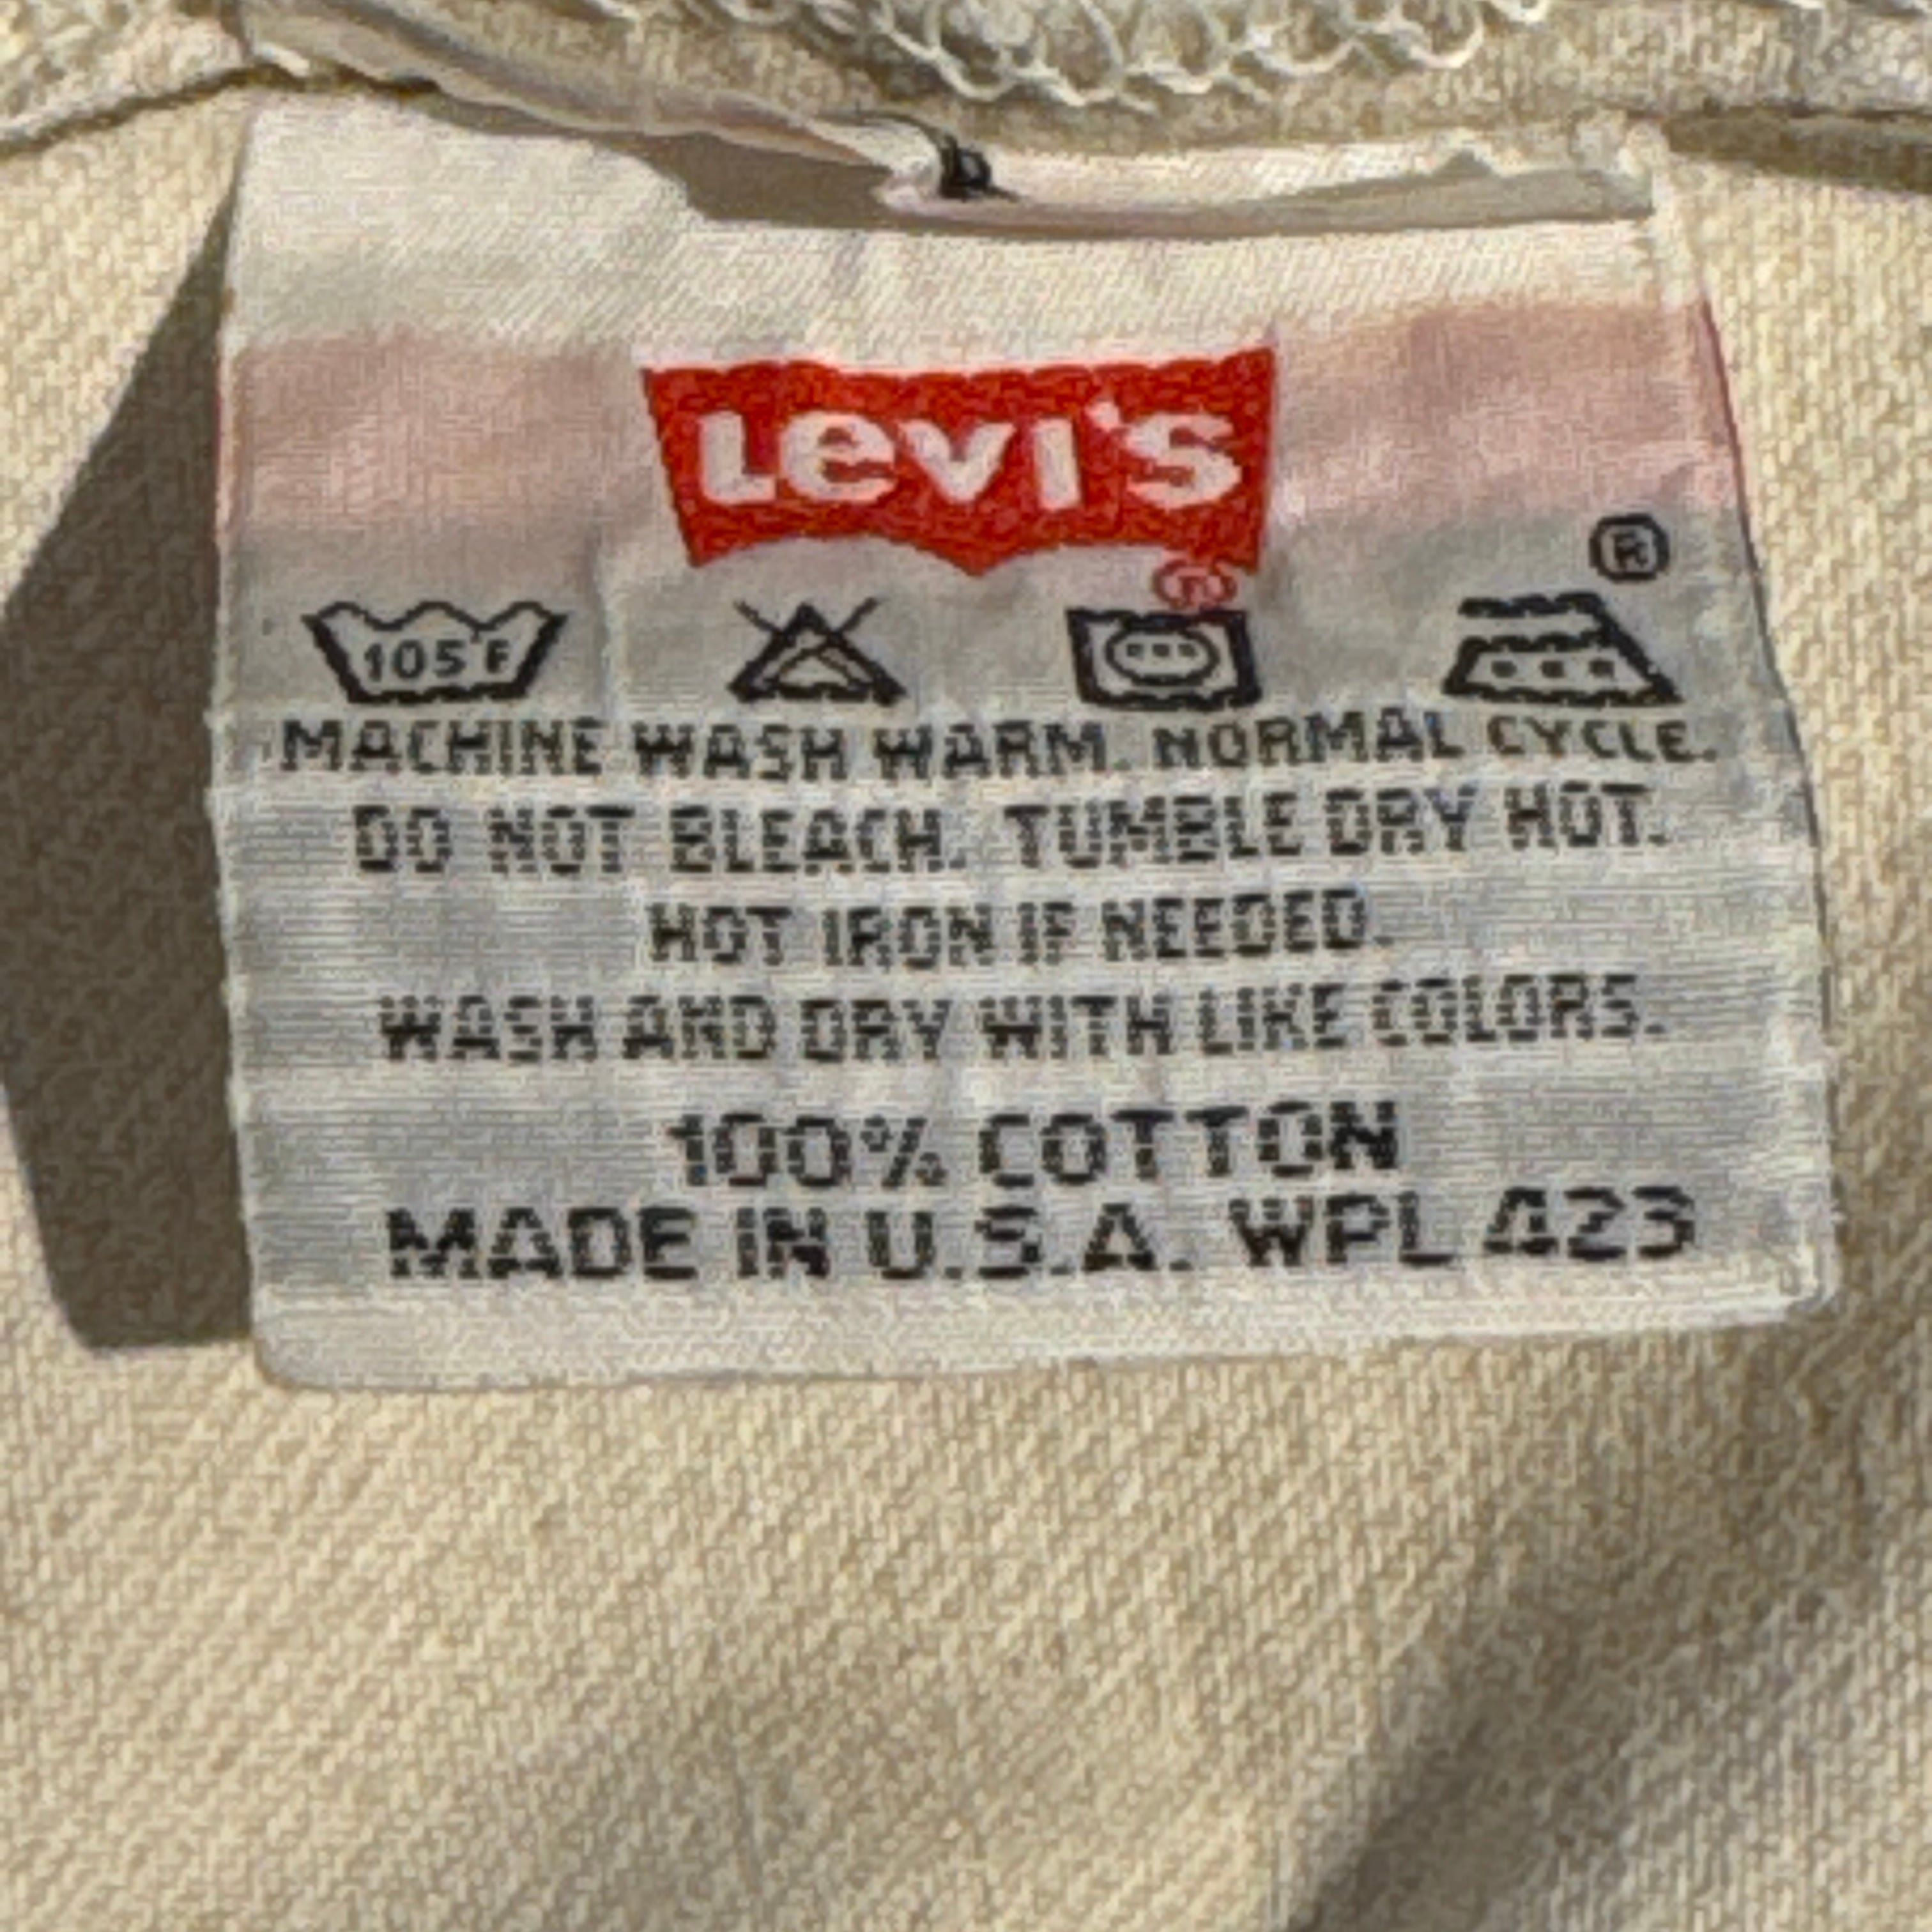 Levi's
®
®
105°F
MACHINE WASH WARM. NORMAL CYCLE.
DO NOT BLEACH. TUMBLE DRY HOT.
HOT IRON IF NEEDED.
WASH AND DRY WITH LIKE COLORS.
100% COTTON
MADE IN U.S.A. WPL 423